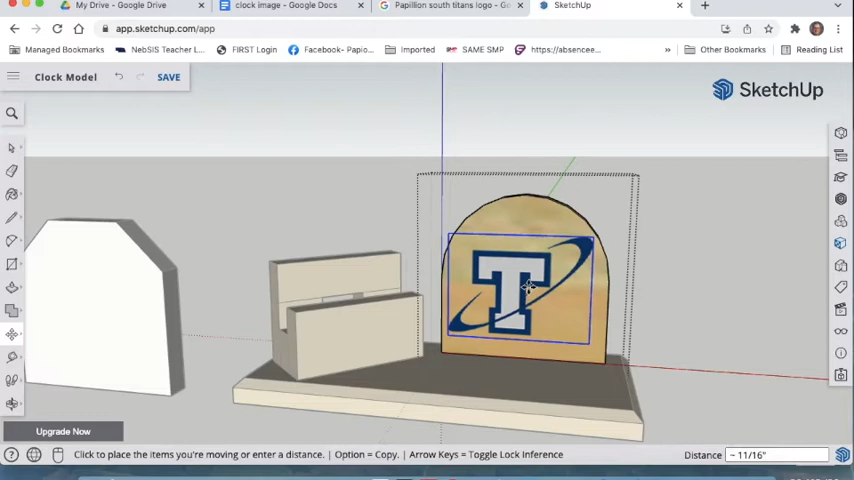 My Drive - Google Drive
clock image - Google Docs
Papillion south titans logo - Go
SketchUp
app.sketchup.com/app
Managed Bookmarks
NebSIS Teacher L...
FIRST Login
Facebook- Papio...
Imported
SAME SMP
https://absencee...
Other Bookmarks
Reading List
Clock Model
SAVE
SketchUp
T
Upgrade Now
Click to place the items you're moving or enter a distance. | Option = Copy. | Arrow Keys = Toggle Lock Inference
Distance
~ 11/16"